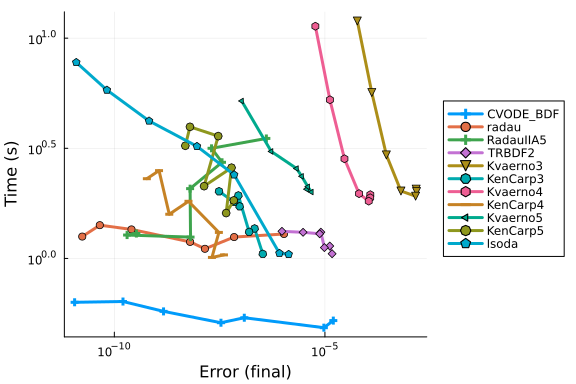 10^1.0
10^0.5
10^0.0
Time (s)
10^-10
10^-5
Error (final)
CVODE_BDF
radau
RadauIIA5
TRBDF2
Kvaerno3
KenCarp3
Kvaerno4
KenCarp4
Kvaerno5
KenCarp5
lsoda